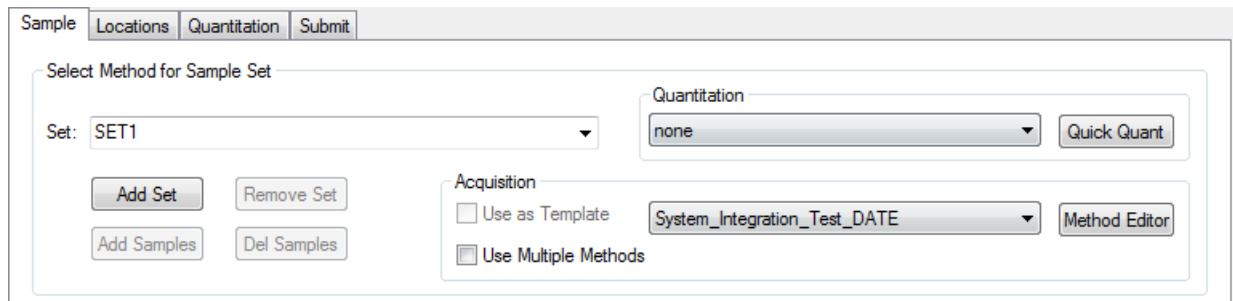 Sample Locations Quantitation Submit
Select Method for Sample Set
Quantitation
Set: SET1
none Quick Quant
Add Set Remove Set
Acquisition
Use as Template System_Integration_Test_DATE Method Editor
Add Samples Del Samples
Use Multiple Methods